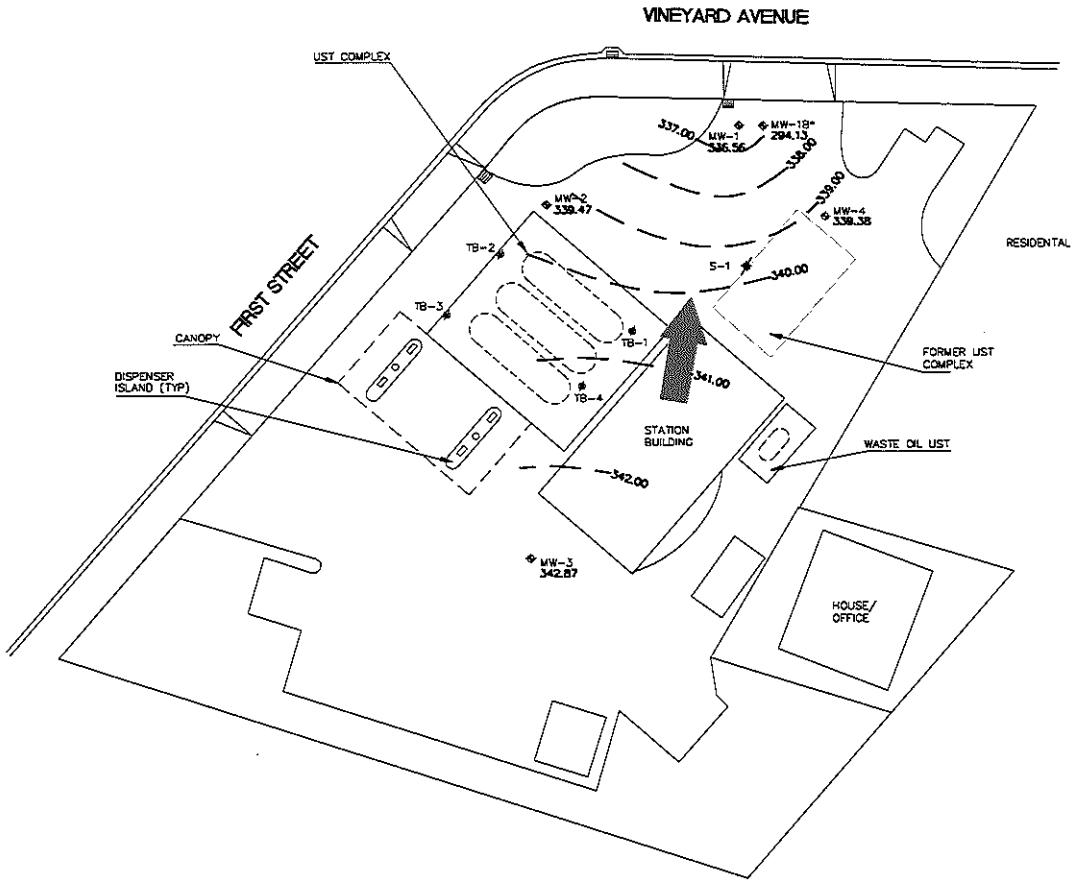 VINEYARD AVENUE
UST COMPLEX
337.00
MW-1
336.56
MW-1B*
294.13
338.00
339.00
MW-2
339.47
MW-4
339.38
RESIDENTAL
FIRST STREET
TB-2
S-1
340.00
TB-3
TB-1
CANOPY
FORMER UST
COMPLEX
DISPENSER
ISLAND (TYP)
341.00
TB-4
STATION
BUILDING
WASTE OIL UST
342.00
MW-3
342.87
HOUSE/
OFFICE